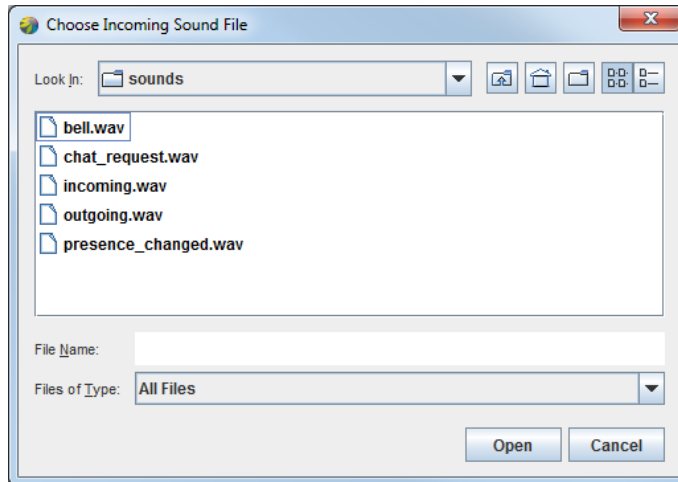 Choose Incoming Sound File
Look In: sounds
bell.wav
chat_request.wav
incoming.wav
outgoing.wav
presence_changed.wav
File Name:
Files of Type: All Files
Open Cancel